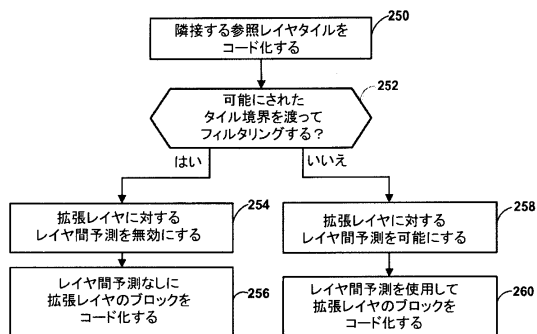 隣接する参照レイヤタイルを
コード化する
250
可能にされた
タイル境界を渡って
フィルタリングする？
252
はい
いいえ
拡張レイヤに対する
レイヤ間予測を無効にする
254
拡張レイヤに対する
レイヤ間予測を可能にする
258
レイヤ間予測なしに
拡張レイヤのブロックを
コード化する
256
レイヤ間予測を使用して
拡張レイヤのブロックを
コード化する
260